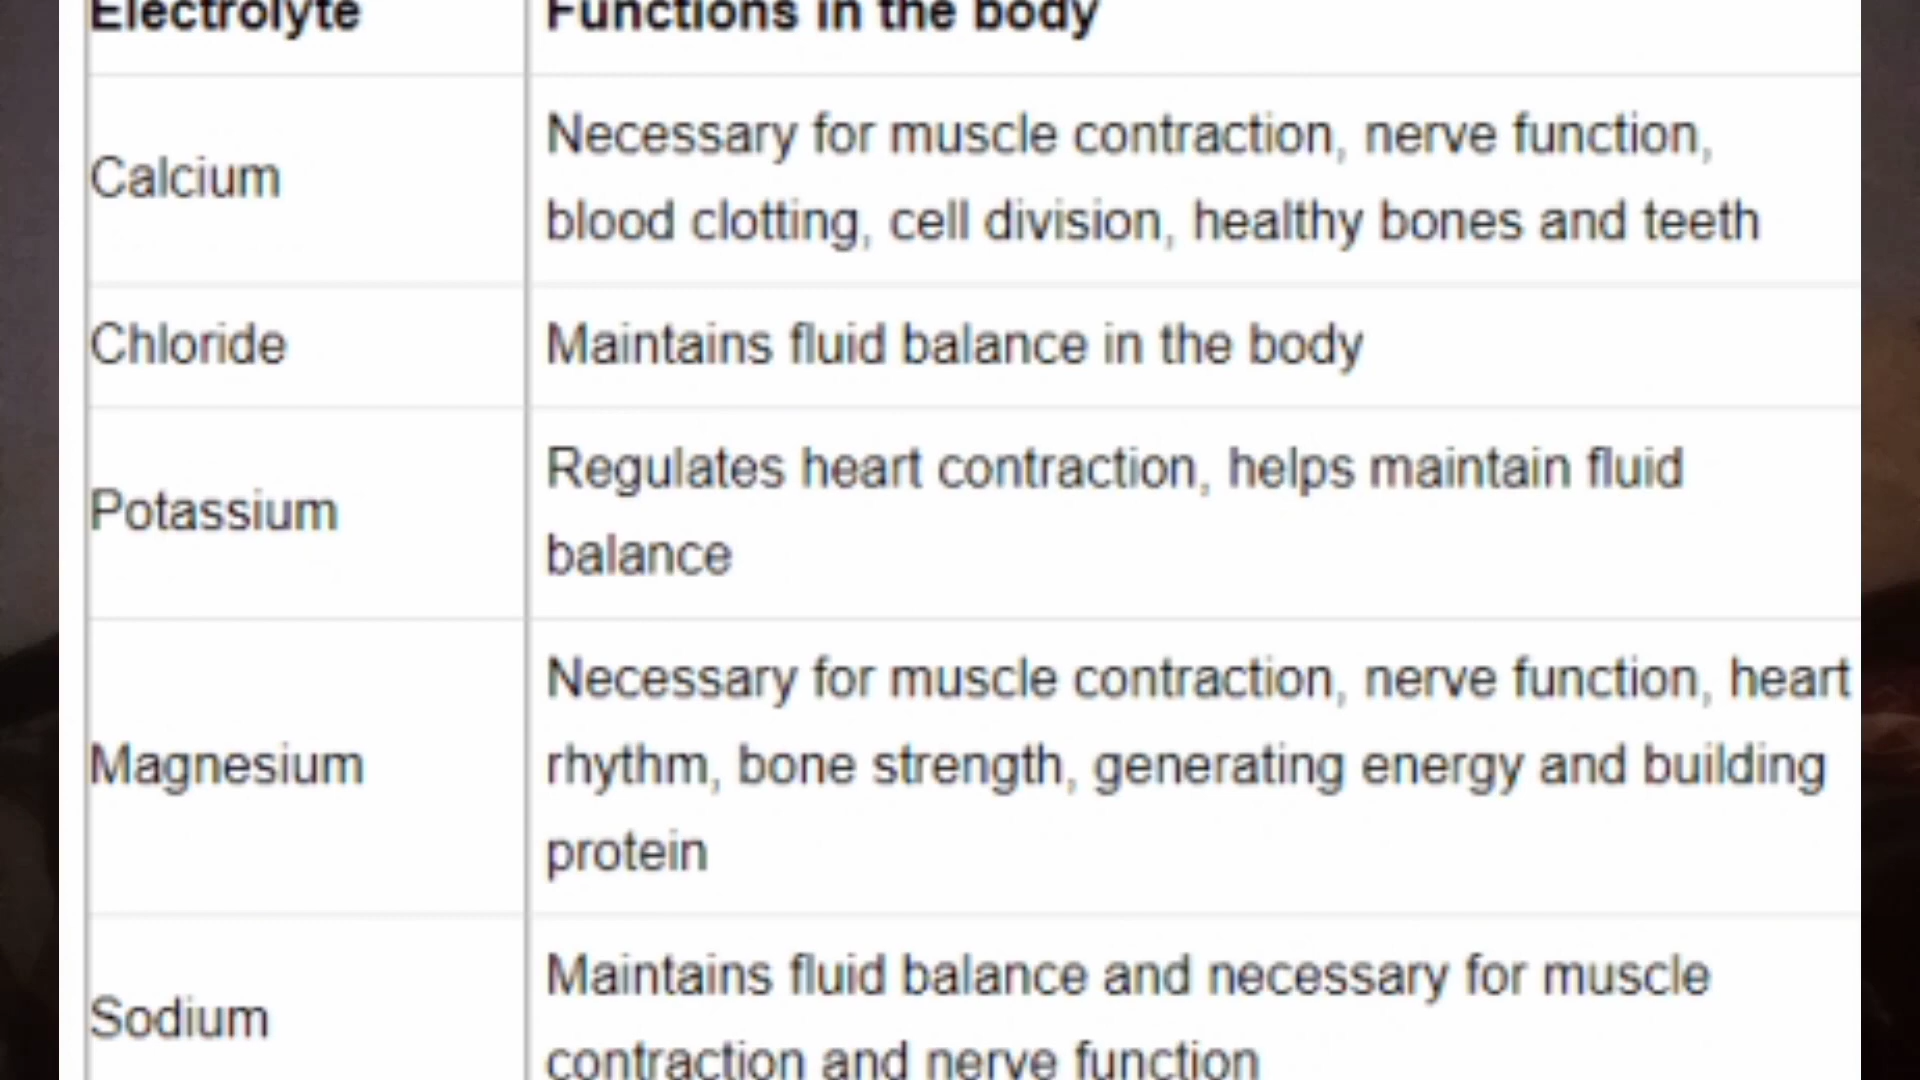 Electrolyte Functions in the body
Calcium
Necessary for muscle contraction, nerve function,
blood clotting, cell division, healthy bones and teeth
Chloride
Maintains fluid balance in the body
Potassium
Regulates heart contraction, helps maintain fluid
balance
Magnesium
Necessary for muscle contraction, nerve function, heart
rhythm, bone strength, generating energy and building
protein
Sodium
Maintains fluid balance and necessary for muscle
contraction and nerve function